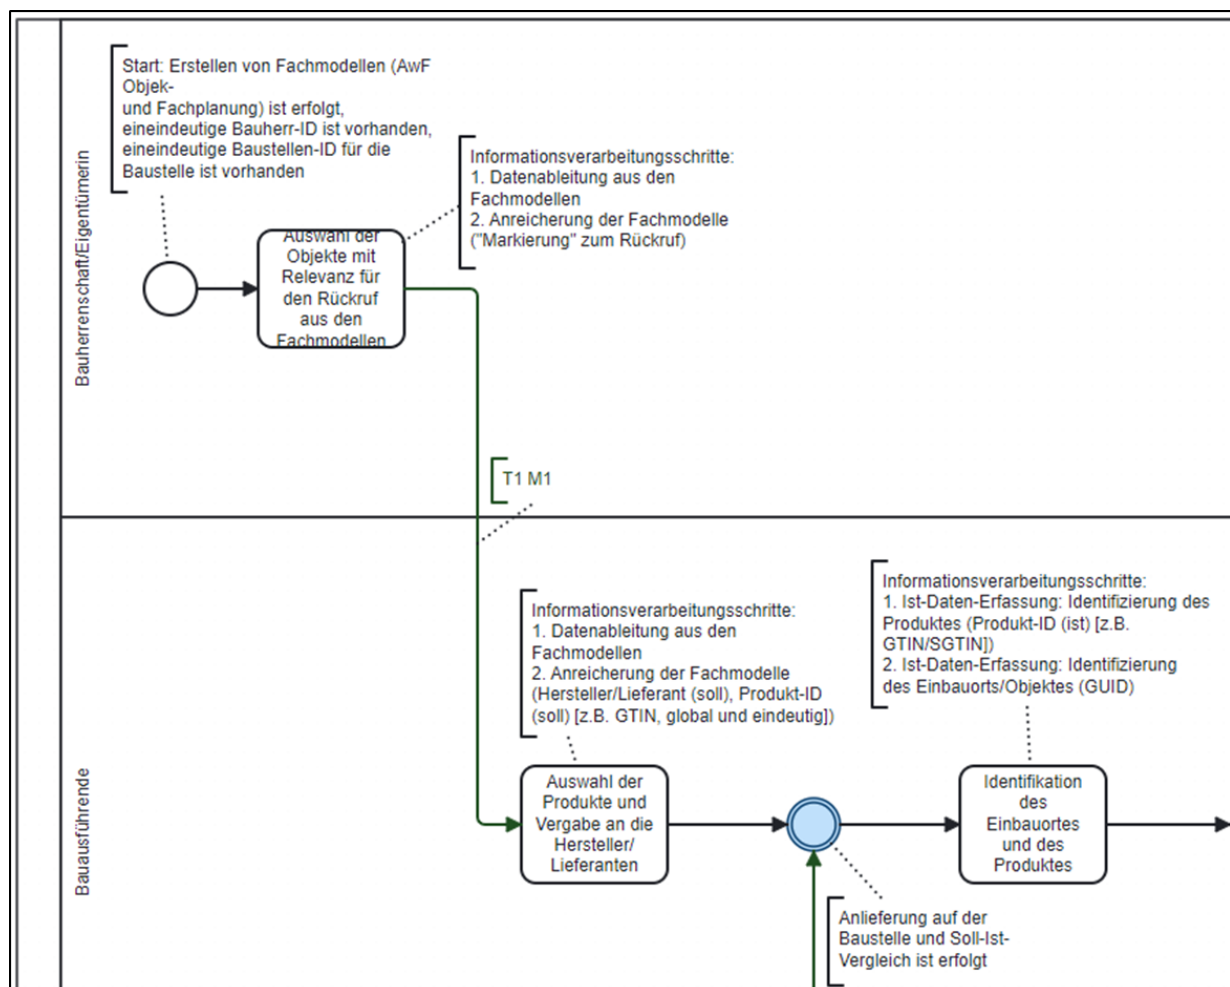 Bauherrenschaft/Eigentümerin
Start: Erstellen von Fachmodellen (AwF
Objek-
und Fachplanung) ist erfolgt,
eineindeutige Bauherr-ID ist vorhanden,
eineindeutige Baustellen-ID für die
Baustelle ist vorhanden
Informationsverarbeitungsschritte:
1. Datenableitung aus den
Fachmodellen
2. Anreicherung der Fachmodelle
("Markierung" zum Rückruf)
Auswahl der
Objekte mit
Relevanz für
den Rückruf
aus den
Fachmodellen
T1 M1
Bauausführende
Informationsverarbeitungsschritte:
1. Datenableitung aus den
Fachmodellen
2. Anreicherung der Fachmodelle
(Hersteller/Lieferant (soll), Produkt-ID
(soll) [z.B. GTIN, global und eindeutig])
Informationsverarbeitungsschritte:
1. Ist-Daten-Erfassung: Identifizierung des
Produktes (Produkt-ID (ist) [z.B.
GTIN/SGTIN])
2. Ist-Daten-Erfassung: Identifizierung
des Einbauorts/Objektes (GUID)
Auswahl der
Produkte und
Vergabe an die
Hersteller/
Lieferanten
Identifikation
des
Einbauortes
und des
Produktes
Anlieferung auf der
Baustelle und Soll-Ist-
Vergleich ist erfolgt